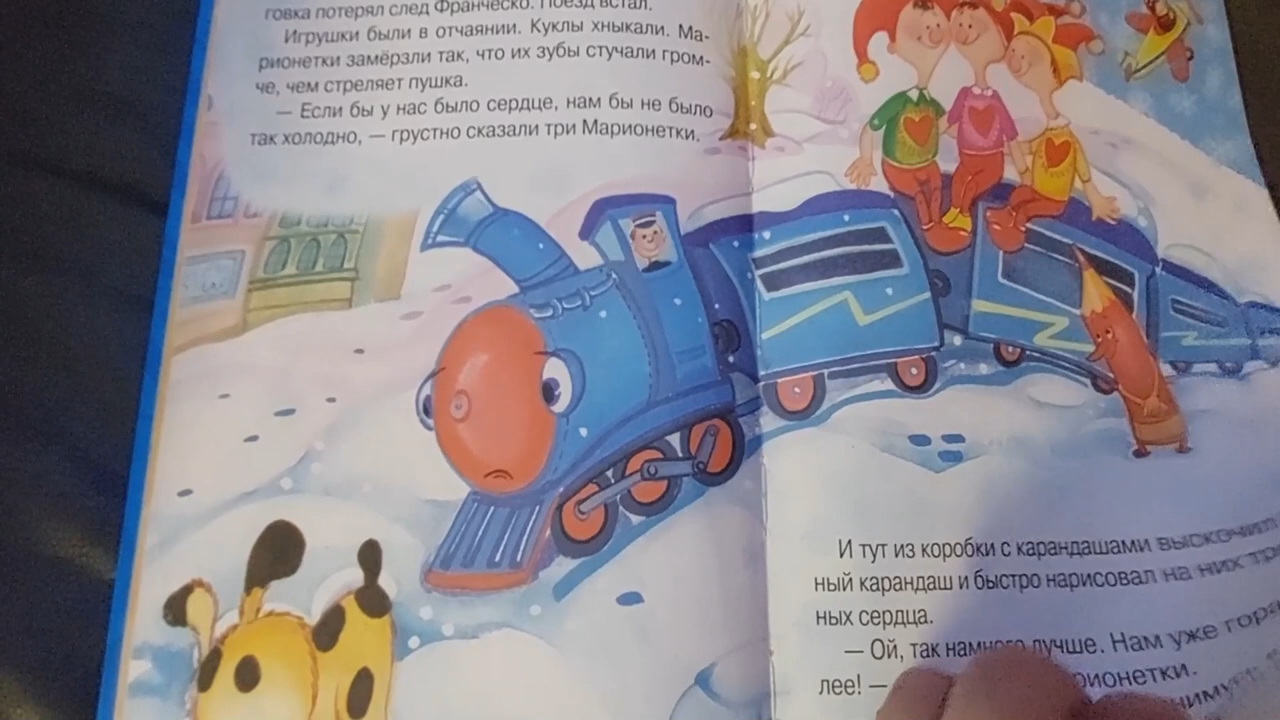 говка потерял след Франческо. Поезд встал.
Игрушки были в отчаянии. Куклы хныкали. Ма-
рионетки замёрзли так, что их зубы стучали гром-
че, чем стреляет пушка.
— Если бы у нас было сердце, нам бы не было
так холодно, — грустно сказали три Марионетки.
И тут из коробки с карандашами
ный карандаш и быстро нарисовал на них
ных сердца.
— Ой, так намного лучше. Нам уже
лее! —